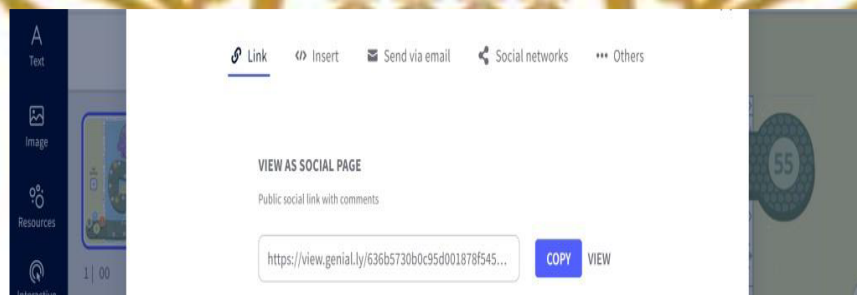 A
Text
Image
Resources
Interactive
1 | 00
Link
</> Insert
Send via email
Social networks
••• Others
VIEW AS SOCIAL PAGE
Public social link with comments
https://view.genial.ly/636b5730b0c95d001878f545...
COPY
VIEW
55